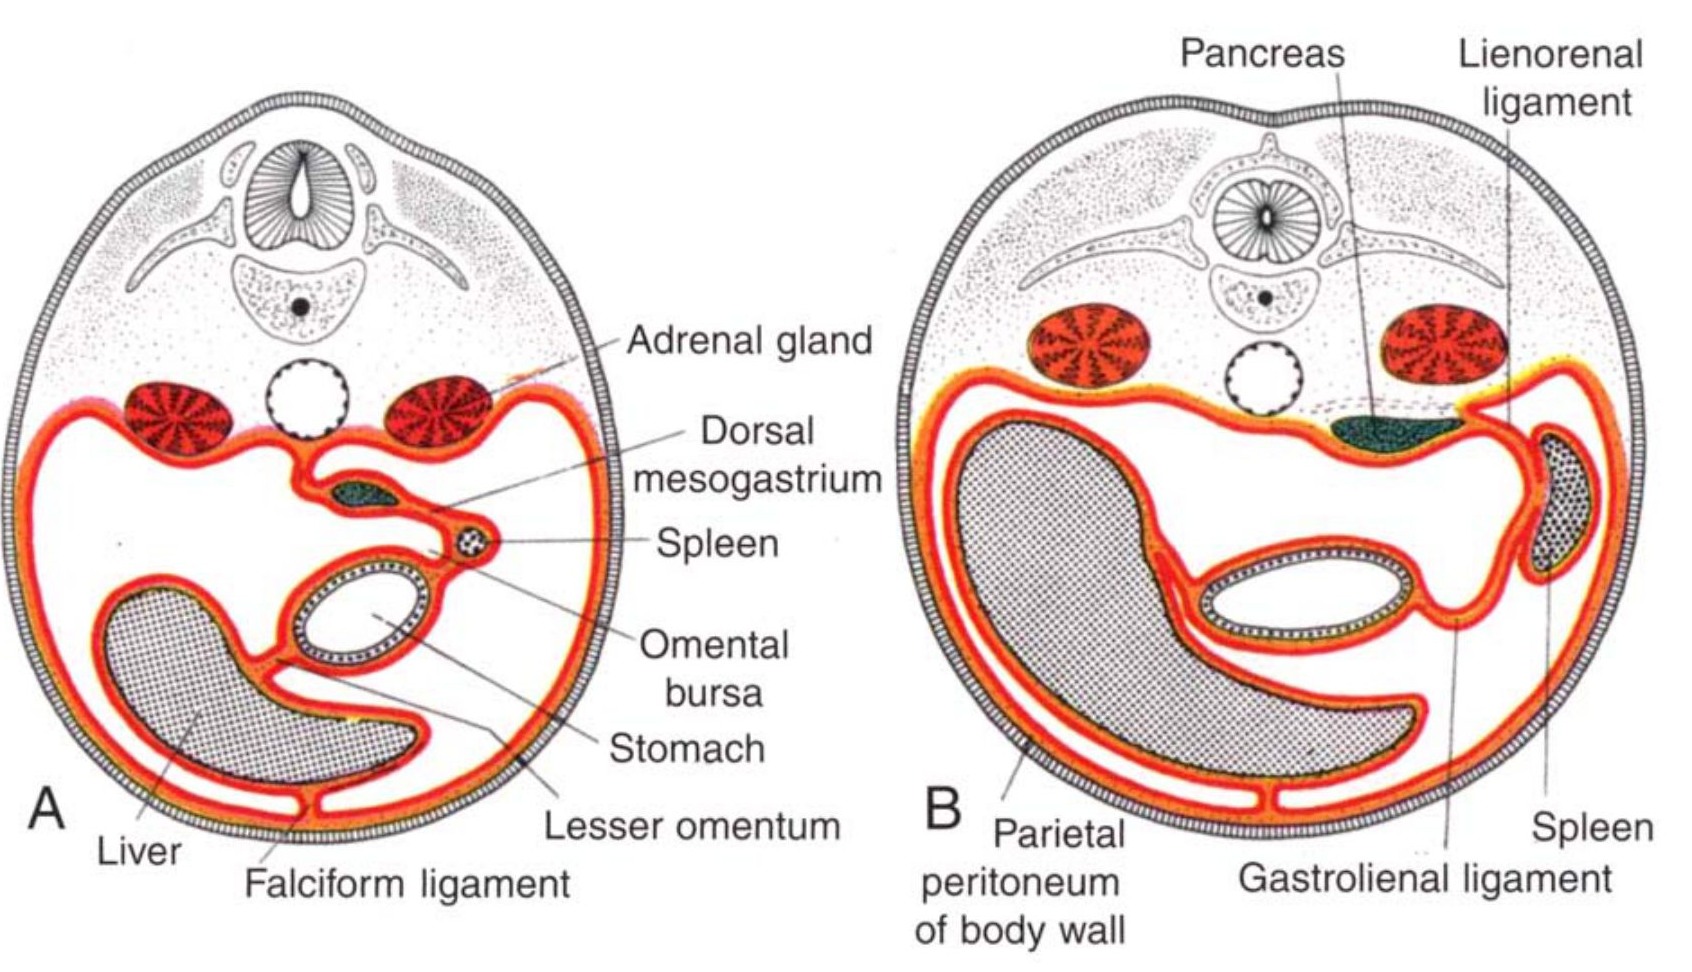 Adrenal gland
Dorsal
mesogastrium
Spleen
Omental
bursa
Stomach
Lesser omentum
A
Liver
Falciform ligament
Pancreas
Lienorenal
ligament
B
Parietal
peritoneum
of body wall
Spleen
Gastrolienal ligament